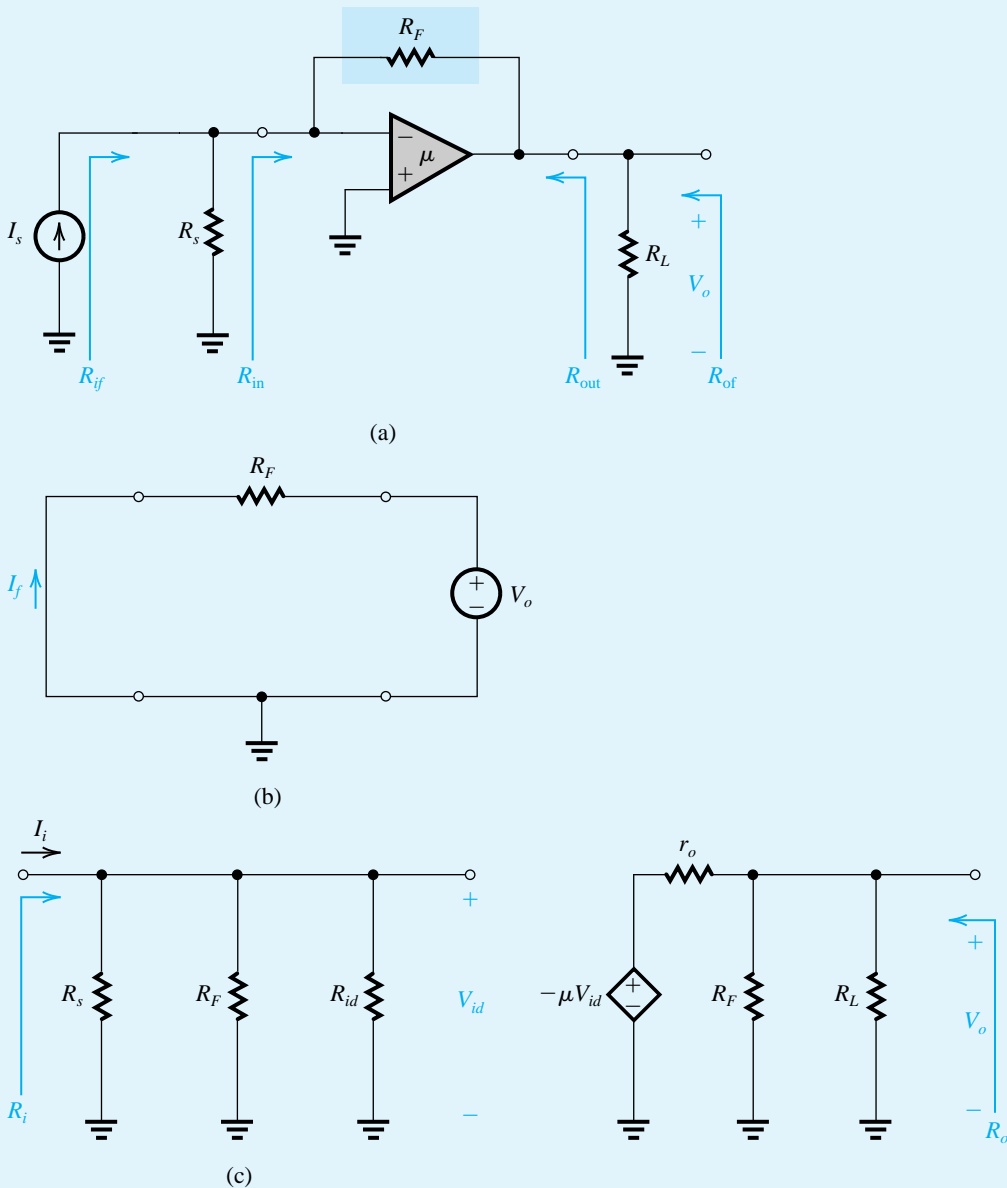 R_F
−
μ
+
I_s
R_s
R_L
+
V_o
−
R_if
R_in
R_out
R_of
(a)
R_F
I_f
+
−
V_o
(b)
I_i
r_o
+
+
R_s
R_F
R_id
V_id
−μV_id
+
−
R_F
R_L
V_o
R_i
−
−
R_o
(c)